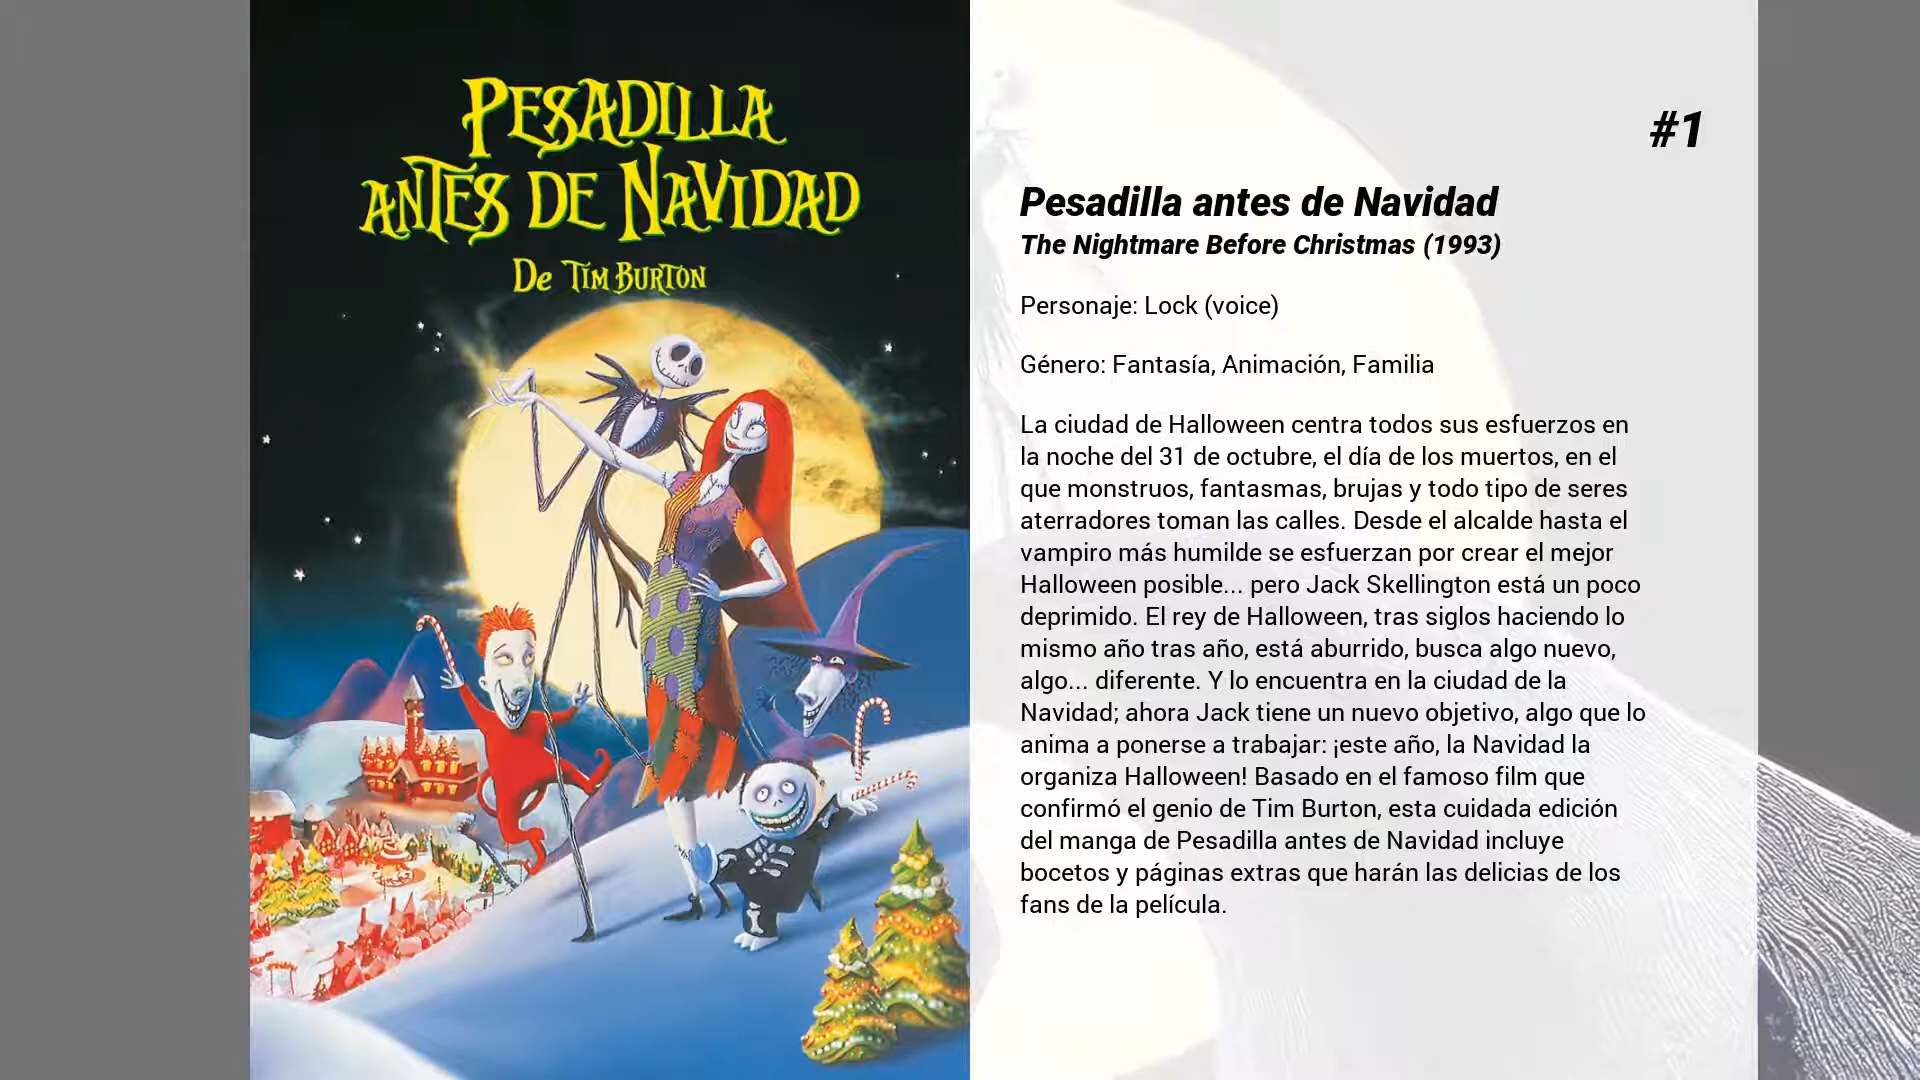 PESADILLA
ANTES DE NAVIDAD
De TIM BURTON
#1
Pesadilla antes de Navidad
The Nightmare Before Christmas (1993)
Personaje: Lock (voice)
Género: Fantasía, Animación, Familia
La ciudad de Halloween centra todos sus esfuerzos en
la noche del 31 de octubre, el día de los muertos, en el
que monstruos, fantasmas, brujas y todo tipo de seres
aterradores toman las calles. Desde el alcalde hasta el
vampiro más humilde se esfuerzan por crear el mejor
Halloween posible... pero Jack Skellington está un poco
deprimido. El rey de Halloween, tras siglos haciendo lo
mismo año tras año, está aburrido, busca algo nuevo,
algo... diferente. Y lo encuentra en la ciudad de la
Navidad; ahora Jack tiene un nuevo objetivo, algo que lo
anima a ponerse a trabajar: ¡este año, la Navidad la
organiza Halloween! Basado en el famoso film que
confirmó el genio de Tim Burton, esta cuidada edición
del manga de Pesadilla antes de Navidad incluye
bocetos y páginas extras que harán las delicias de los
fans de la película.